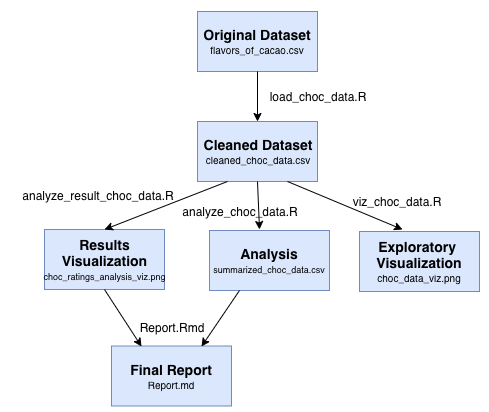 Original Dataset
flavors_of_cacao.csv
load_choc_data.R
Cleaned Dataset
cleaned_choc_data.csv
analyze_result_choc_data.R
analyze_choc_data.R
viz_choc_data.R
Results
Visualization
choc_ratings_analysis_viz.png
Analysis
summarized_choc_data.csv
Exploratory
Visualization
choc_data_viz.png
Report.Rmd
Final Report
Report.md